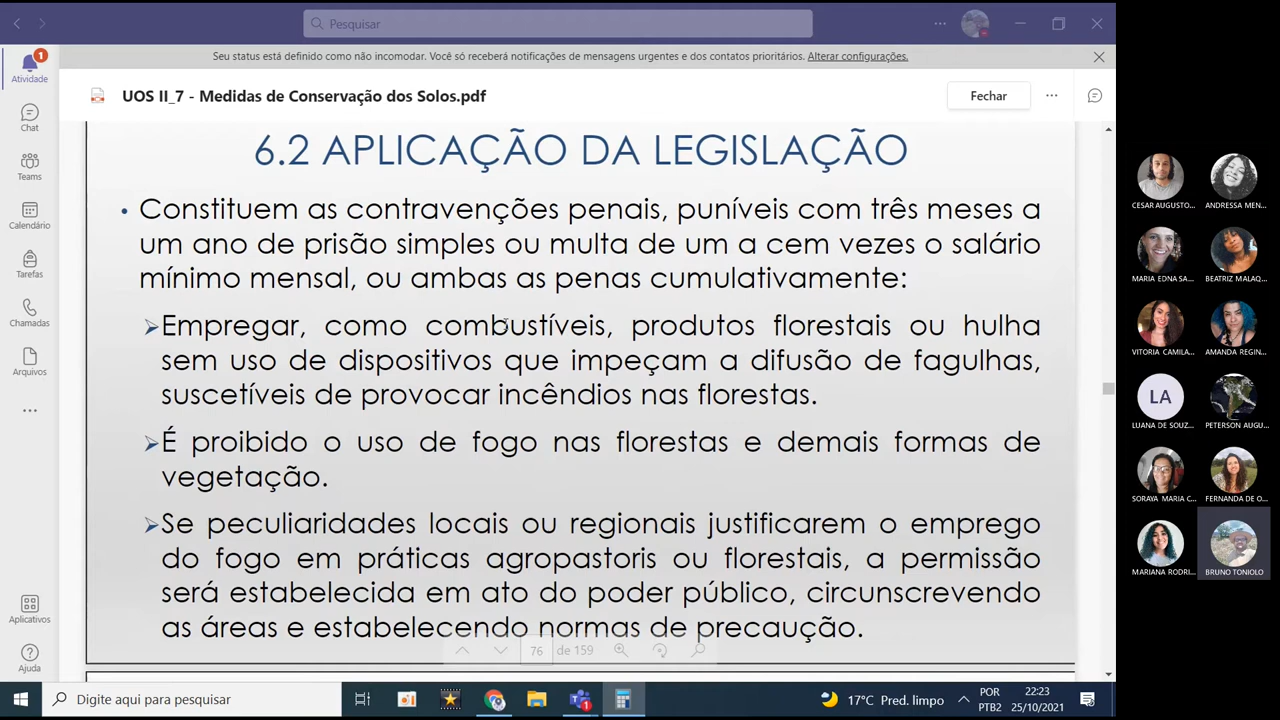 Pesquisar
Seu status está definido como não incomodar. Você só receberá notificações de mensagens urgentes e dos contatos prioritários. Alterar configurações.
1
Atividade
Chat
Teams
Calendário
Tarefas
Chamadas
Arquivos
Aplicativos
Ajuda
UOS II_7 - Medidas de Conservação dos Solos.pdf
Fechar
6.2 APLICAÇÃO DA LEGISLAÇÃO
• Constituem as contravenções penais, puníveis com três meses a
um ano de prisão simples ou multa de um a cem vezes o salário
mínimo mensal, ou ambas as penas cumulativamente:
➢Empregar, como combustíveis, produtos florestais ou hulha
sem uso de dispositivos que impeçam a difusão de fagulhas,
suscetíveis de provocar incêndios nas florestas.
➢É proibido o uso de fogo nas florestas e demais formas de
vegetação.
➢Se peculiaridades locais ou regionais justificarem o emprego
do fogo em práticas agropastoris ou florestais, a permissão
será estabelecida em ato do poder público, circunscrevendo
as áreas e estabelecendo normas de precaução.
76 de 159
CESAR AUGUSTO...
ANDRESSA MEN...
MARIA EDNA SA...
BEATRIZ MALAQ...
VITORIA CAMILA...
AMANDA REGIN...
LA
LUANA DE SOUZ...
PETERSON AUGU...
SORAYA MARIA C...
FERNANDA DE O...
MARIANA RODRI...
BRUNO TONIOLO
Digite aqui para pesquisar
1
17°C Pred. limpo
POR
PTB2
22:23
25/10/2021